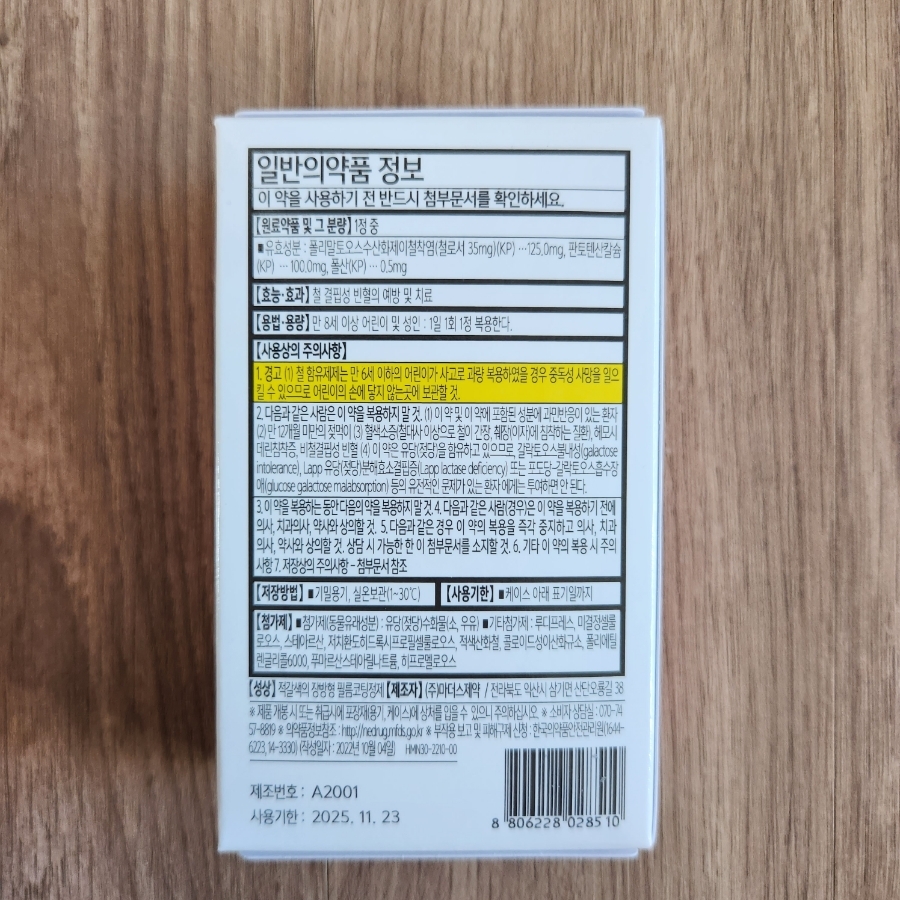 일반의약품 정보
이 약을 사용하기 전 반드시 첨부문서를 확인하세요.
【원료약품 및 그 분량】 1정 중
■유효성분 : 폴리말토오스수산화제이철착염(철로서 35mg)(KP) …125.0mg, 판토텐산칼슘
(KP) … 100.0mg, 폴산(KP) … 0.5mg
【효능·효과】 철 결핍성 빈혈의 예방 및 치료
【용법·용량】 만 8세 이상 어린이 및 성인 : 1일 1회 1정 복용한다.
【사용상의 주의사항】
1. 경고 (1) 철 함유제제는 만 6세 이하의 어린이가 사고로 과량 복용하였을 경우 중독성 사망을 일으
킬 수 있으므로 어린이의 손에 닿지 않는곳에 보관할 것.
2. 다음과 같은 사람은 이 약을 복용하지 말 것. (1) 이 약 및 이 약에 포함된 성분에 과민반응이 있는 환자
(2) 만 12개월 미만의 젖먹이 (3) 혈색소증(철대사 이상으로 철이 간장, 췌장(이자)에 침착하는 질환), 헤모시
데린침착증, 비철결핍성 빈혈 (4) 이 약은 유당(젖당)을 함유하고 있으므로, 갈락토오스불내성(galactose
intolerance), Lapp 유당(젖당)분해효소결핍증(Lapp lactase deficiency) 또는 포도당-갈락토오스흡수장
애(glucose galactose malabsorption) 등의 유전적인 문제가 있는 환자에게는 투여하면 안 된다.
3. 이 약을 복용하는 동안 다음의 약을 복용하지 말 것. 4. 다음과 같은 사람(경우)은 이 약을 복용하기 전에
의사, 치과의사, 약사와 상의할 것. 5. 다음과 같은 경우 이 약의 복용을 즉각 중지하고 의사, 치과
의사, 약사와 상의할 것. 상담 시 가능한 한 이 첨부문서를 소지할 것. 6. 기타 이 약의 복용 시 주의
사항 7. 저장상의 주의사항 - 첨부문서 참조
【저장방법】 ■기밀용기, 실온보관(1~30℃) 【사용기한】 ■케이스 아래 표기일까지
【첨가제】 ■첨가제(동물유래성분) : 유당(젖당)수화물(소, 우유) ■기타첨가제 : 루디프레스, 미결정셀룰
로오스, 스테아르산, 저치환도히드록시프로필셀룰로오스, 적색산화철, 콜로이드성이산화규소, 폴리에틸
렌글리콜6000, 푸마르산스테아릴나트륨, 히프로멜로오스
【성상】 적갈색의 장방형 필름코팅정제 【제조자】 (주)마더스제약 / 전라북도 익산시 삼기면 산단오룡길 38
※ 제품 개봉 시 또는 취급시에 포장재(용기, 케이스)에 상처를 입을 수 있으니 주의하십시오. ※ 소비자 상담실 : 070-74
57-8819 ※ 의약품정보참조 : http://nedrug.mfds.go.kr ※ 부작용 보고 및 피해구제 신청 : 한국의약품안전관리원(1644-
6223, 14-3330) (작성일자 : 2022년 10월 04일) HMN30-2210-00
제조번호 : A2001
사용기한 : 2025. 11. 23
8 806228 028510